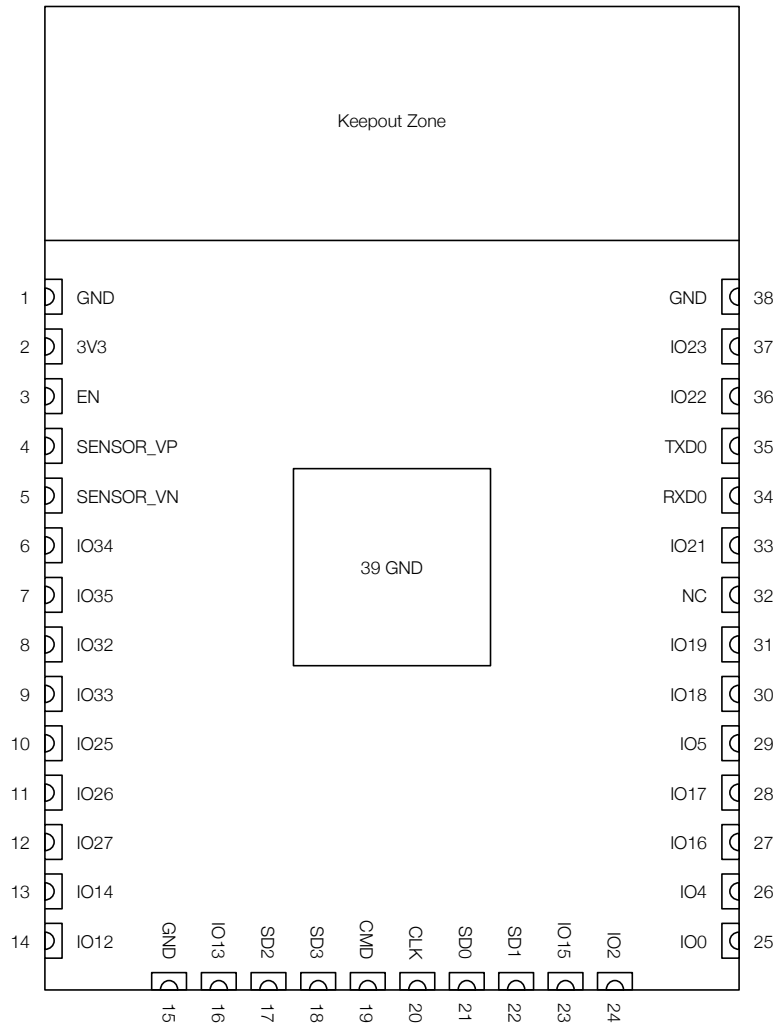 Keepout Zone
1 GND
2 3V3
3 EN
4 SENSOR_VP
5 SENSOR_VN
6 IO34
7 IO35
8 IO32
9 IO33
10 IO25
11 IO26
12 IO27
13 IO14
14 IO12
39 GND
GND 38
IO23 37
IO22 36
TXD0 35
RXD0 34
IO21 33
NC 32
IO19 31
IO18 30
IO5 29
IO17 28
IO16 27
IO4 26
IO0 25
GND 15
IO13 16
SD2 17
SD3 18
CMD 19
CLK 20
SD0 21
SD1 22
IO15 23
IO2 24